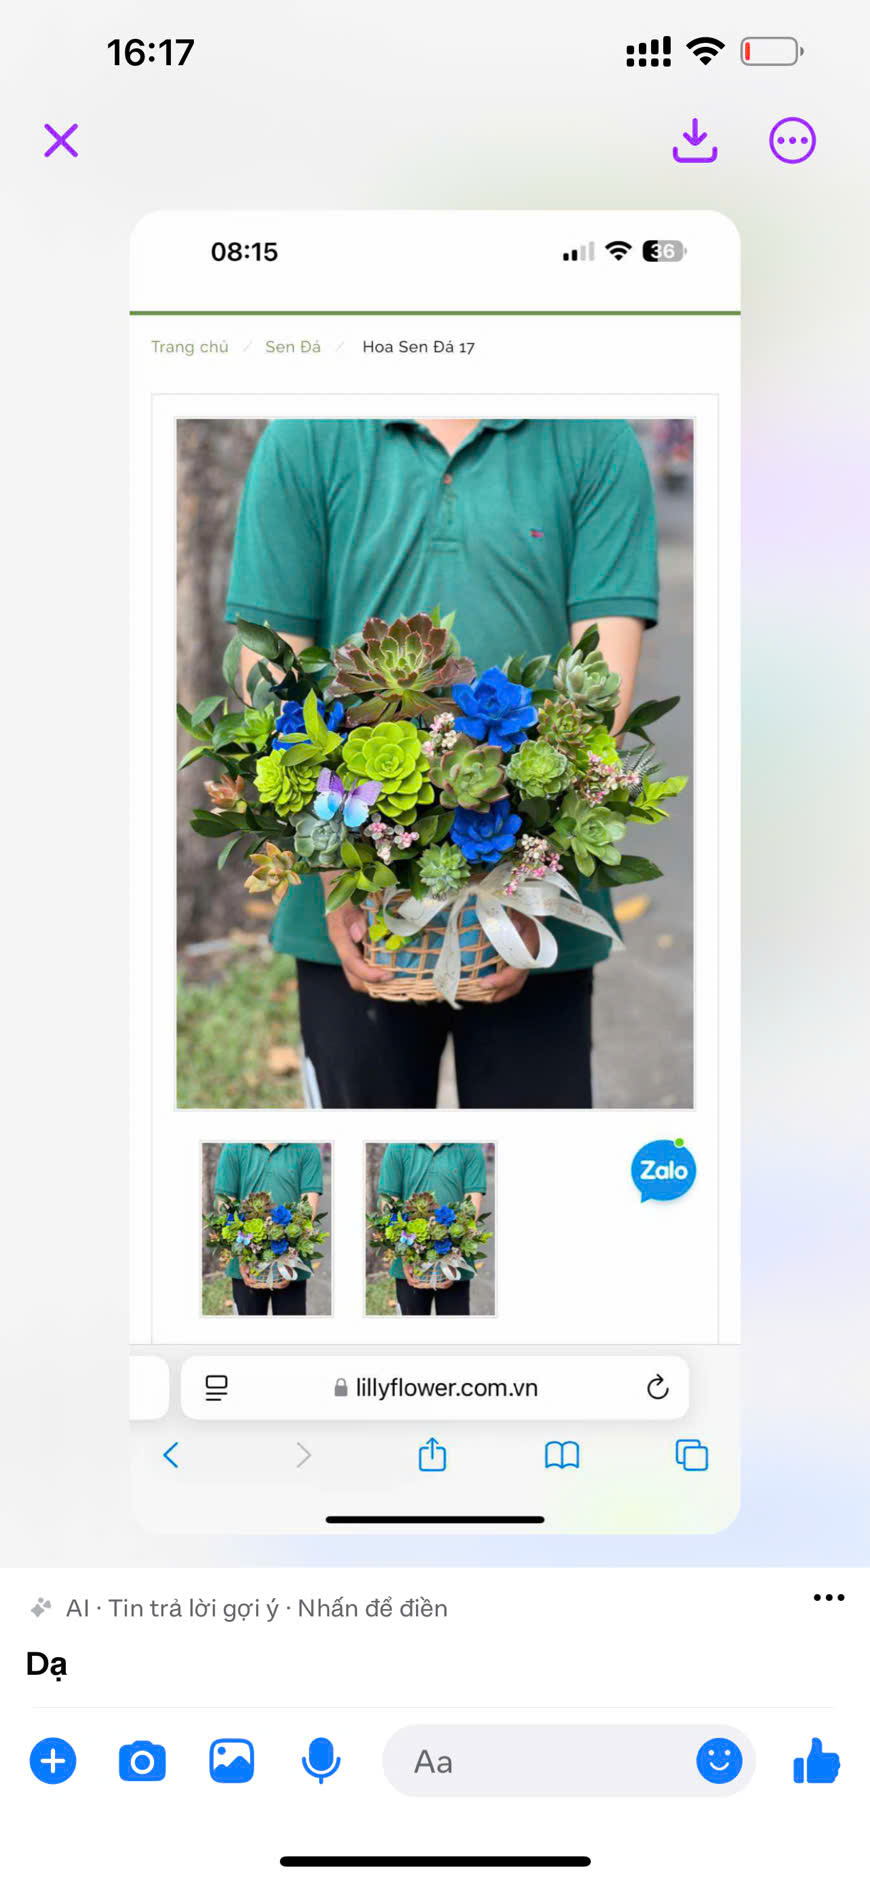 16:17
08:15
36
Trang chủ / Sen Đá / Hoa Sen Đá 17
Zalo
lillyflower.com.vn
AI · Tin trả lời gợi ý · Nhấn để điền
Dạ
Aa